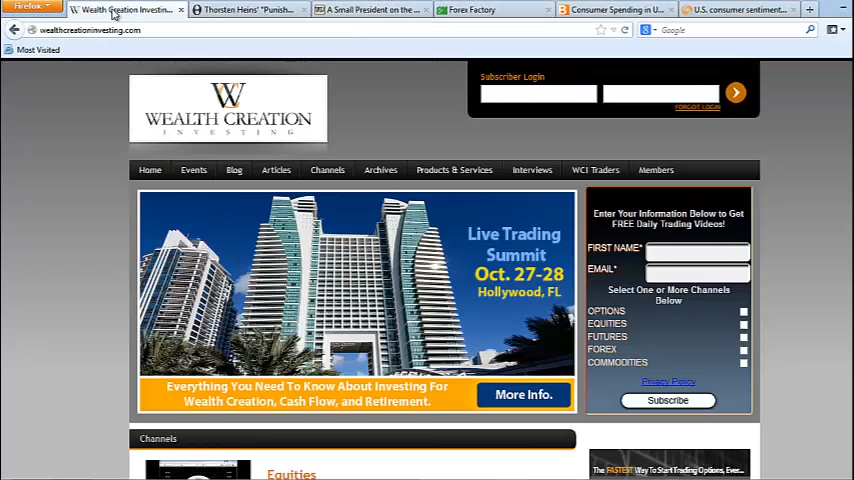 Firefox
Wealth Creation Investin...
Thorsten Heins' "Punish...
A Small President on the ...
Forex Factory
Consumer Spending in U...
U.S. consumer sentiment...
wealthcreationinvesting.com
Google
Most Visited
WC
WEALTH CREATION
INVESTING
Subscriber Login
FORGOT LOGIN
Home Events Blog Articles Channels Archives Products & Services Interviews WCI Traders Members
Live Trading
Summit
Oct. 27-28
Hollywood, FL
Everything You Need To Know About Investing For
Wealth Creation, Cash Flow, and Retirement.
More Info.
Enter Your Information Below to Get
FREE Daily Trading Videos!
FIRST NAME*
EMAIL*
Select One or More Channels
Below
OPTIONS
EQUITIES
FUTURES
FOREX
COMMODITIES
Privacy Policy
Subscribe
Channels
Equities
The FASTEST Way To Start Trading Options, Ever...